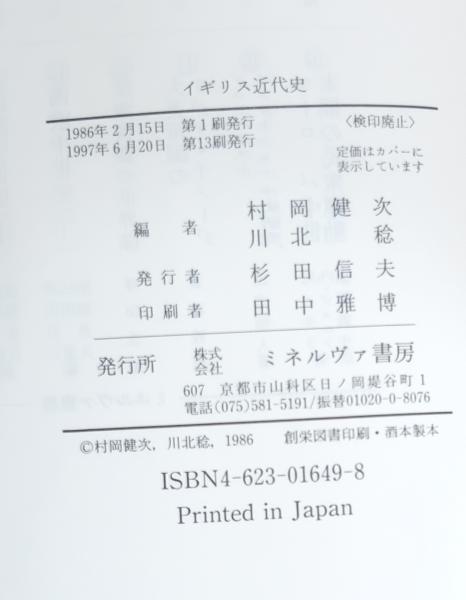 イギリス近代史
1986年2月15日 第1刷発行 〈検印廃止〉
1997年6月20日 第13刷発行
定価はカバーに
表示しています
編者 村岡健次
川北稔
発行者 杉田信夫
印刷者 田中雅博
発行所 株式会社 ミネルヴァ書房
607 京都市山科区日ノ岡堤谷町1
電話(075)581-5191/振替01020-0-8076
©村岡健次, 川北稔, 1986 創栄図書印刷・酒本製本
ISBN4-623-01649-8
Printed in Japan